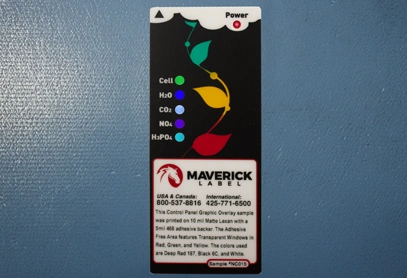 Power
Cell
H₂O
CO₂
NO₄
H₃PO₄
MAVERICK
LABEL
USA & Canada: International:
800-537-8816 425-771-6500
This Control Panel Graphic Overlay sample
was printed on 10 mil Matte Lexan with a
5mil 468 adhesive backer. The Adhesive
Free Area features Transparent Windows in
Red, Green, and Yellow. The colors used
are Deep Red 187, Black 6C, and White.
Sample *NC015